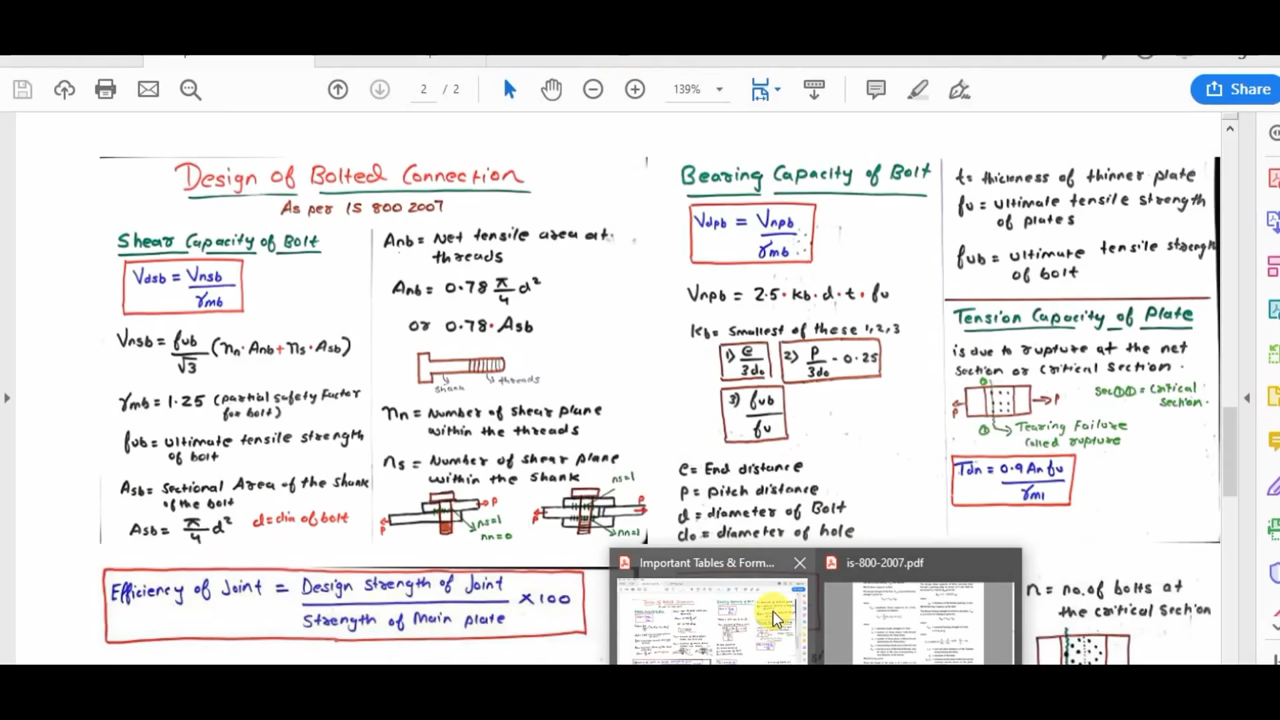 2 / 2
139%
Share
Design of Bolted Connection
As per IS 800 2007
Shear Capacity of Bolt
Vdsb = Vnsb / γmb
Vnsb = fub / √3 (nn · Anb + ns · Asb)
γmb = 1.25 (partial safety Factor
for bolt)
fub = ultimate tensile strength
of bolt
Asb = Sectional Area of the shank
of the bolt
Asb = π/4 d² d = dia of bolt
Anb = Net tensile area at
threads
Anb = 0.78 π/4 d²
or 0.78 · Asb
shank threads
nn = Number of shear plane
within the threads
ns = Number of shear plane
within the shank
ns=1
P P P P
ns=1
nn=0
Efficiency of Joint = Design strength of Joint / Strength of Main plate × 100
Bearing Capacity of Bolt
Vdpb = Vnpb / γmb
Vnpb = 2.5 · kb · d · t · fu
kb = Smallest of these 1,2,3
1) e / 3do 2) P / 3do - 0.25
3) fub / fu
e = End distance
p = pitch distance
d = diameter of Bolt
do = diameter of hole
t = thickness of thinner plate
fu = ultimate tensile strength
of plates
fub = ultimate tensile strength
of bolt
Tension Capacity of Plate
is due to rupture at the net
Section or Critical Section.
Sec①① = Critical
Section.
P P
Tearing Failure
called rupture
Tdn = 0.9 An fu / γm1
n = no. of bolts at
the critical Section
Important Tables & Form...
is-800-2007.pdf